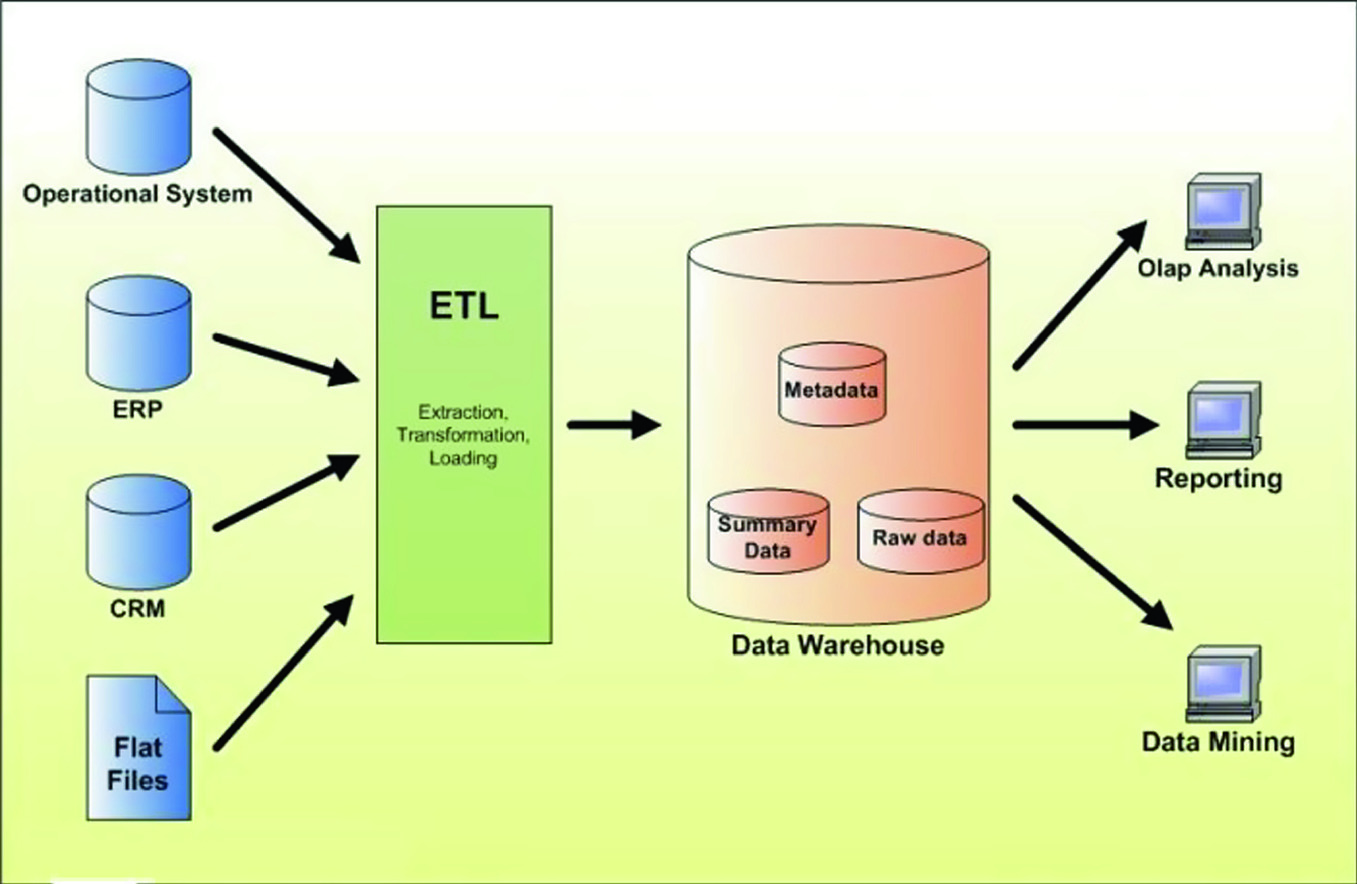 Operational System
ERP
CRM
Flat
Files
ETL
Extraction,
Transformation,
Loading
Metadata
Summary
Data
Raw data
Data Warehouse
Olap Analysis
Reporting
Data Mining